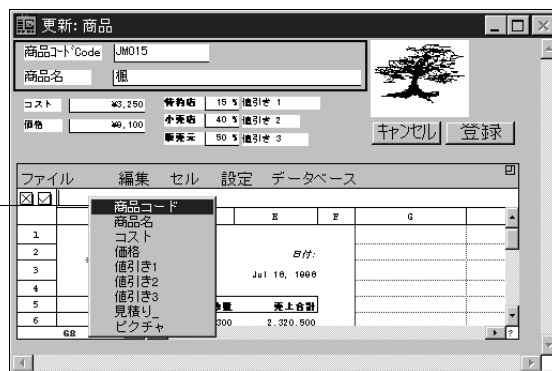 更新: 商品
商品コードCode JM015
商品名 楓
コスト ¥3,250 特約店 15 % 値引き 1
価格 ¥9,100 小売店 40 % 値引き 2
販売元 50 % 値引き 3
キャンセル 登録
ファイル 編集 セル 設定 データベース
商品コード
商品名
コスト
価格
値引き1
値引き2
値引き3
見積り_
ピクチャ
E F G
1
2 日付:
3 Jul 10, 1998
4
5 売上合計
6 300 2.320.500
G8 ?